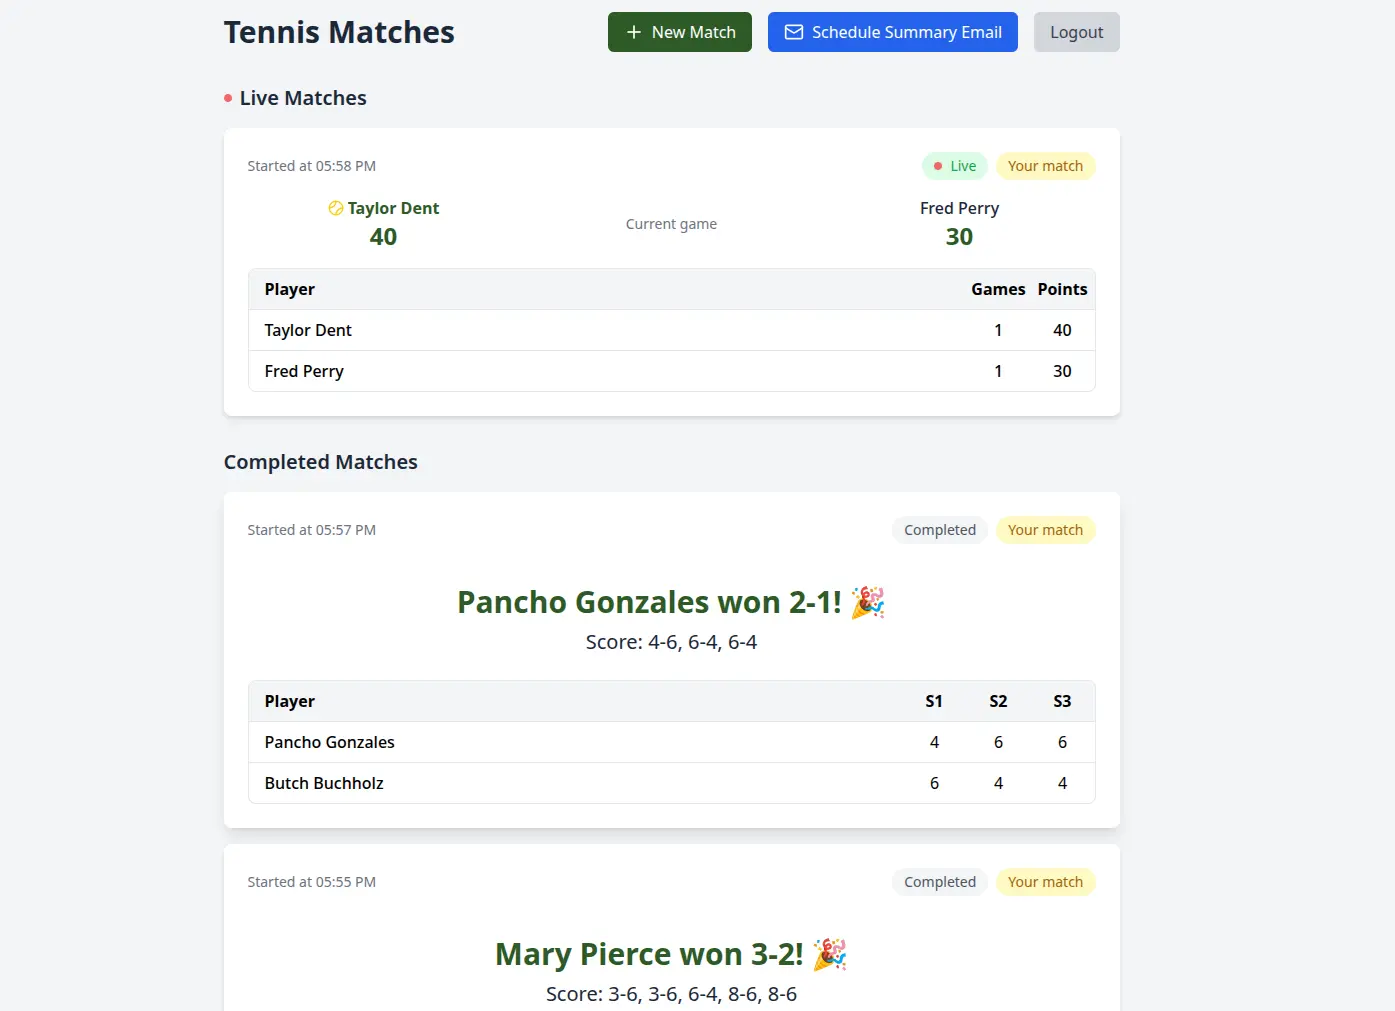 Tennis Matches
New Match
Schedule Summary Email
Logout
Live Matches
Started at 05:58 PM
Live
Your match
Taylor Dent
40
Current game
Fred Perry
30
Player Games Points
Taylor Dent 1 40
Fred Perry 1 30
Completed Matches
Started at 05:57 PM
Completed
Your match
Pancho Gonzales won 2-1! 🎉
Score: 4-6, 6-4, 6-4
Player S1 S2 S3
Pancho Gonzales 4 6 6
Butch Buchholz 6 4 4
Started at 05:55 PM
Completed
Your match
Mary Pierce won 3-2! 🎉
Score: 3-6, 3-6, 6-4, 8-6, 8-6